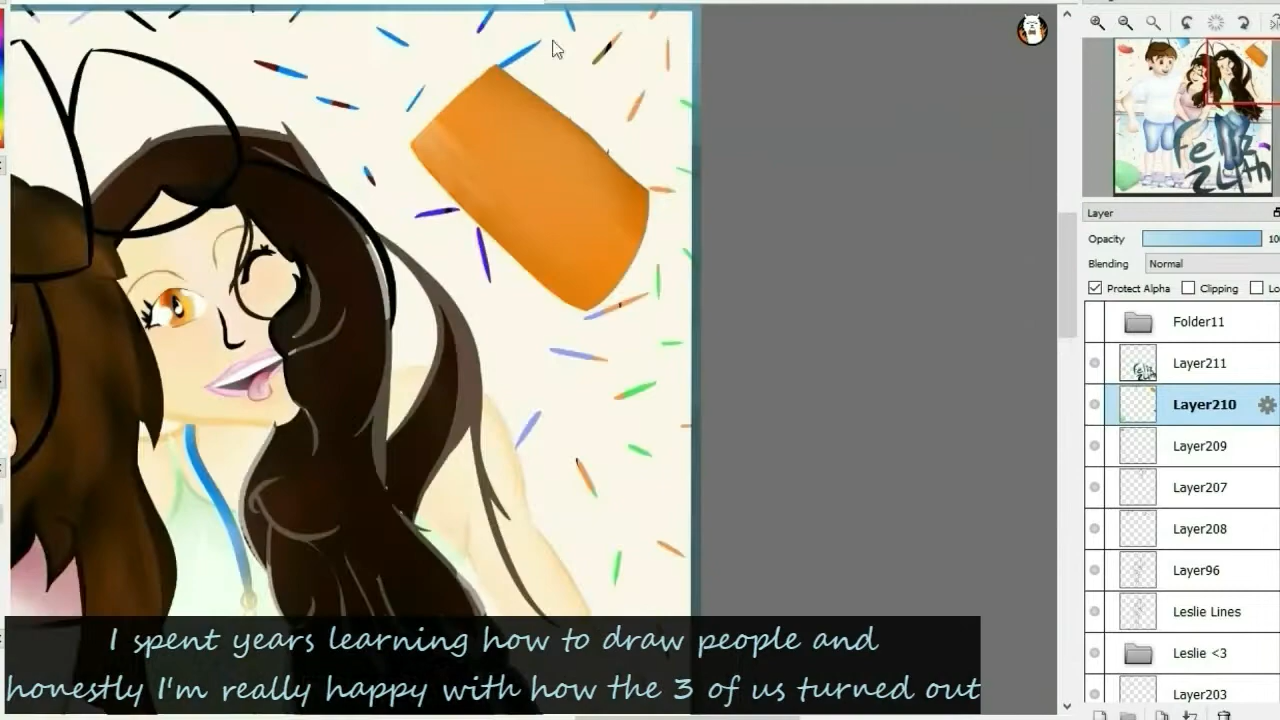 Layer
Opacity
Blending
Normal
Protect Alpha
Clipping
Folder11
Layer211
Layer210
Layer209
Layer207
Layer208
Layer96
Leslie Lines
Leslie <3
Layer203
I spent years learning how to draw people and
honestly I'm really happy with how the 3 of us turned out